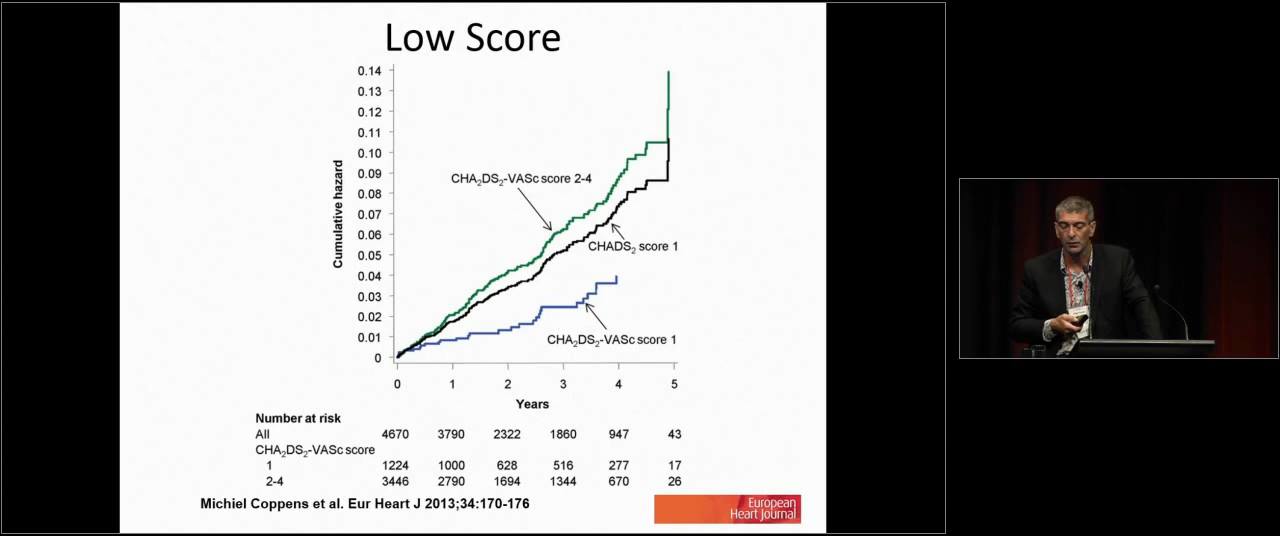 Low Score
0.14
0.13
0.12
0.11
0.10
0.09
0.08
0.07
0.06
0.05
0.04
0.03
0.02
0.01
0
Cumulative hazard
CHA₂DS₂-VASc score 2-4
CHADS₂ score 1
CHA₂DS₂-VASc score 1
0 1 2 3 4 5
Years
Number at risk
All 4670 3790 2322 1860 947 43
CHA₂DS₂-VASc score
1 1224 1000 628 516 277 17
2-4 3446 2790 1694 1344 670 26
Michiel Coppens et al. Eur Heart J 2013;34:170-176
European
Heart Journal